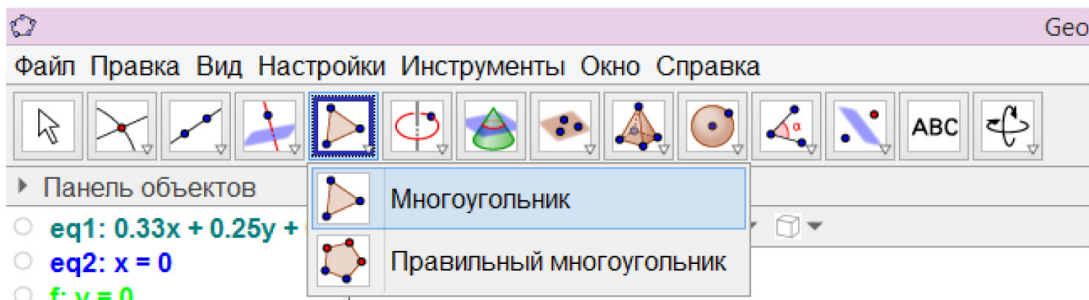 Geo
Файл Правка Вид Настройки Инструменты Окно Справка
α ABC
Панель объектов
Многоугольник
eq1: 0.33x + 0.25y +
eq2: x = 0
Правильный многоугольник
f: y = 0